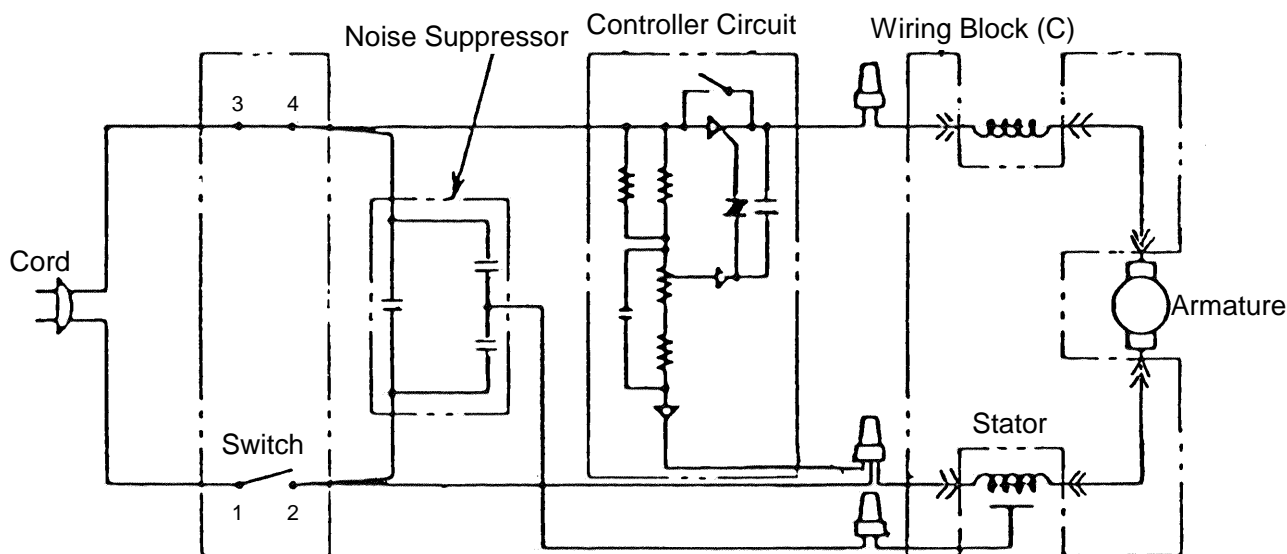 Controller Circuit
Wiring Block (C)
Noise Suppressor
3 4
Cord
Armature
Switch
Stator
1 2